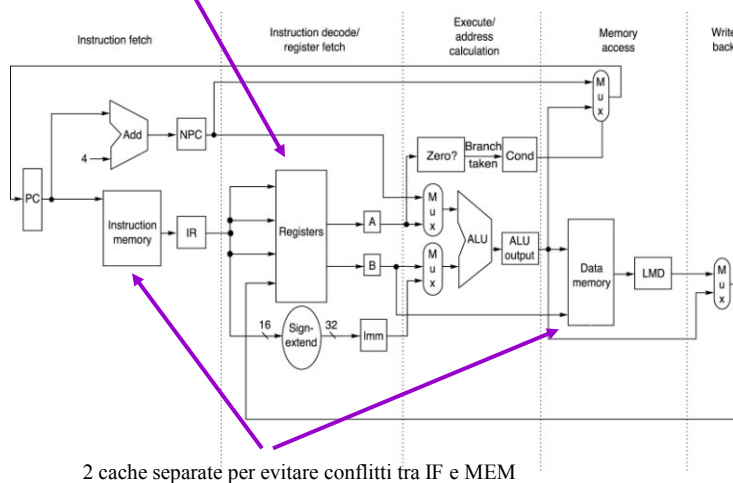 Instruction fetch
Instruction decode/
register fetch
Execute/
address
calculation
Memory
access
Write
back
M
u
x
Add
NPC
4
Zero?
Branch
taken
Cond
PC
Instruction
memory
IR
Registers
A
B
M
u
x
M
u
x
ALU
ALU
output
Data
memory
LMD
M
u
x
16
Sign-
extend
32
Imm
2 cache separate per evitare conflitti tra IF e MEM